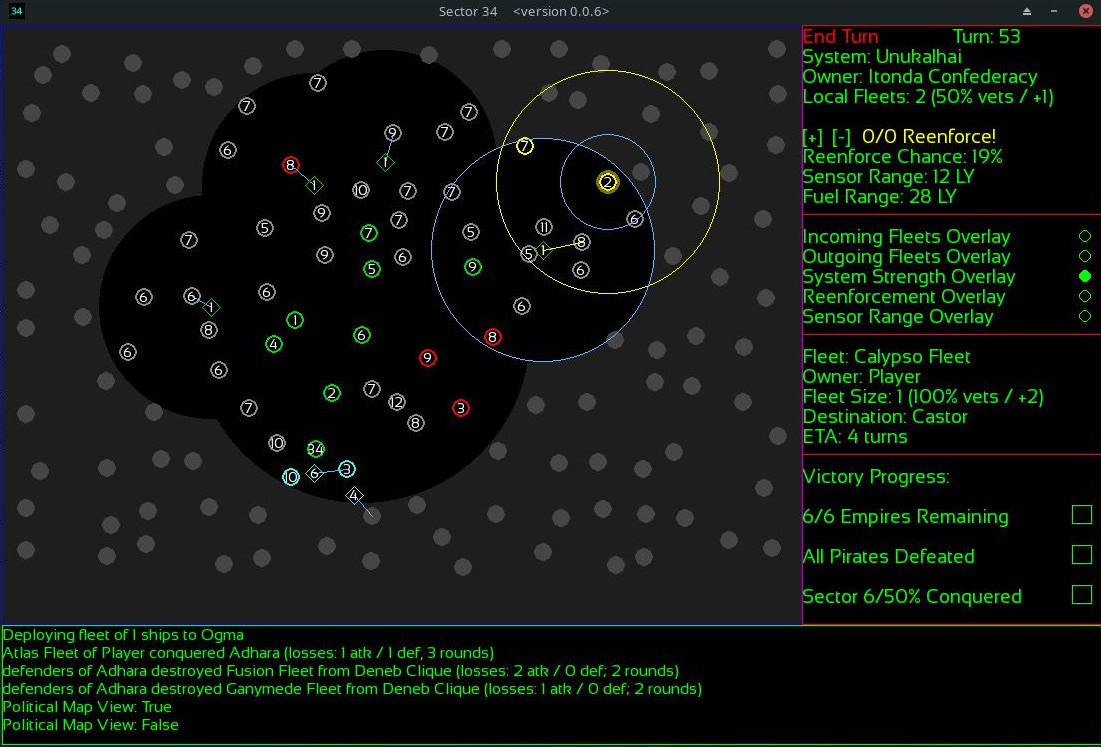 34
Sector 34 <version 0.0.6>
End Turn Turn: 53
System: Unukalhai
Owner: Itonda Confederacy
Local Fleets: 2 (50% vets / +1)
[+] [-] 0/0 Reenforce!
Reenforce Chance: 19%
Sensor Range: 12 LY
Fuel Range: 28 LY
Incoming Fleets Overlay
Outgoing Fleets Overlay
System Strength Overlay
Reenforcement Overlay
Sensor Range Overlay
Fleet: Calypso Fleet
Owner: Player
Fleet Size: 1 (100% vets / +2)
Destination: Castor
ETA: 4 turns
Victory Progress:
6/6 Empires Remaining
All Pirates Defeated
Sector 6/50% Conquered
7
7
7
9
7
6
7
1
8
1
2
10
7
7
9
7
6
5
11
7
5
7
8
1
5
9
6
6
9
5
6
6
6
6
1
6
8
1
6
8
4
6
9
6
2
7
12
7
3
8
10
34
3
6
10
4
Deploying fleet of 1 ships to Ogma
Atlas Fleet of Player conquered Adhara (losses: 1 atk / 1 def, 3 rounds)
defenders of Adhara destroyed Fusion Fleet from Deneb Clique (losses: 2 atk / 0 def; 2 rounds)
defenders of Adhara destroyed Ganymede Fleet from Deneb Clique (losses: 1 atk / 0 def; 2 rounds)
Political Map View: True
Political Map View: False